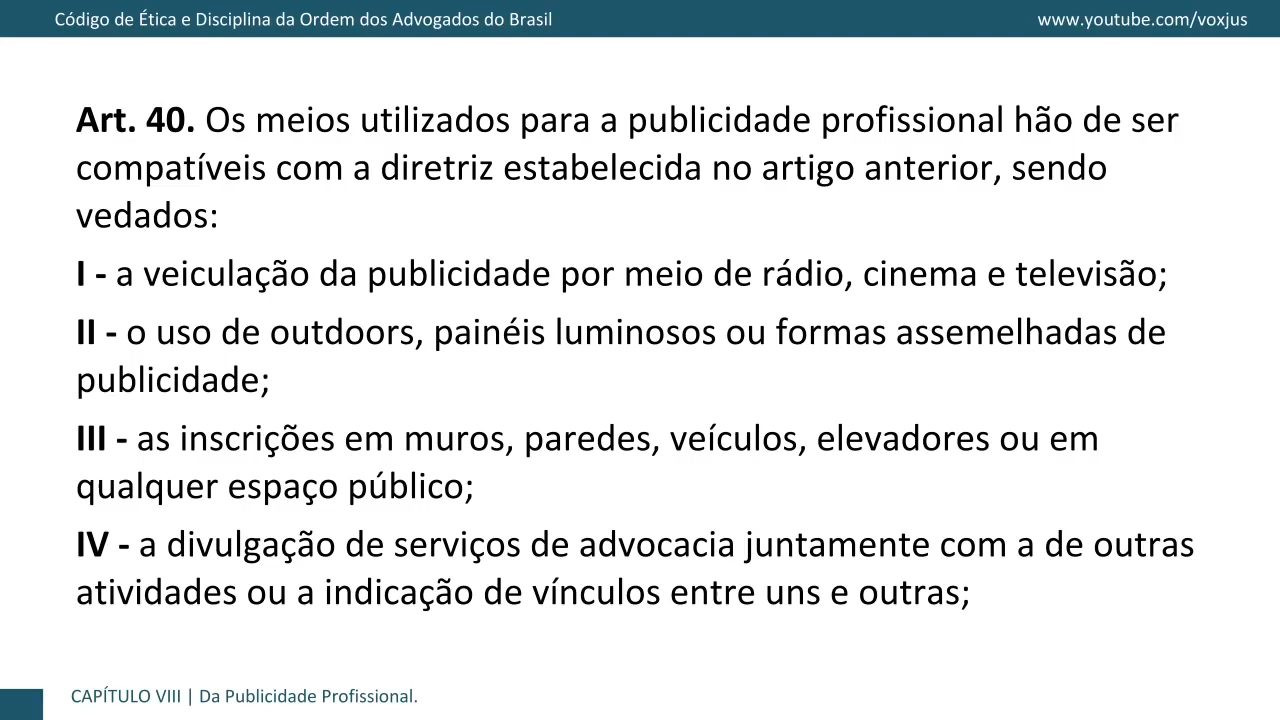 Código de Ética e Disciplina da Ordem dos Advogados do Brasil
www.youtube.com/voxjus
Art. 40. Os meios utilizados para a publicidade profissional hão de ser
compatíveis com a diretriz estabelecida no artigo anterior, sendo
vedados:
I - a veiculação da publicidade por meio de rádio, cinema e televisão;
II - o uso de outdoors, painéis luminosos ou formas assemelhadas de
publicidade;
III - as inscrições em muros, paredes, veículos, elevadores ou em
qualquer espaço público;
IV - a divulgação de serviços de advocacia juntamente com a de outras
atividades ou a indicação de vínculos entre uns e outras;
CAPÍTULO VIII | Da Publicidade Profissional.